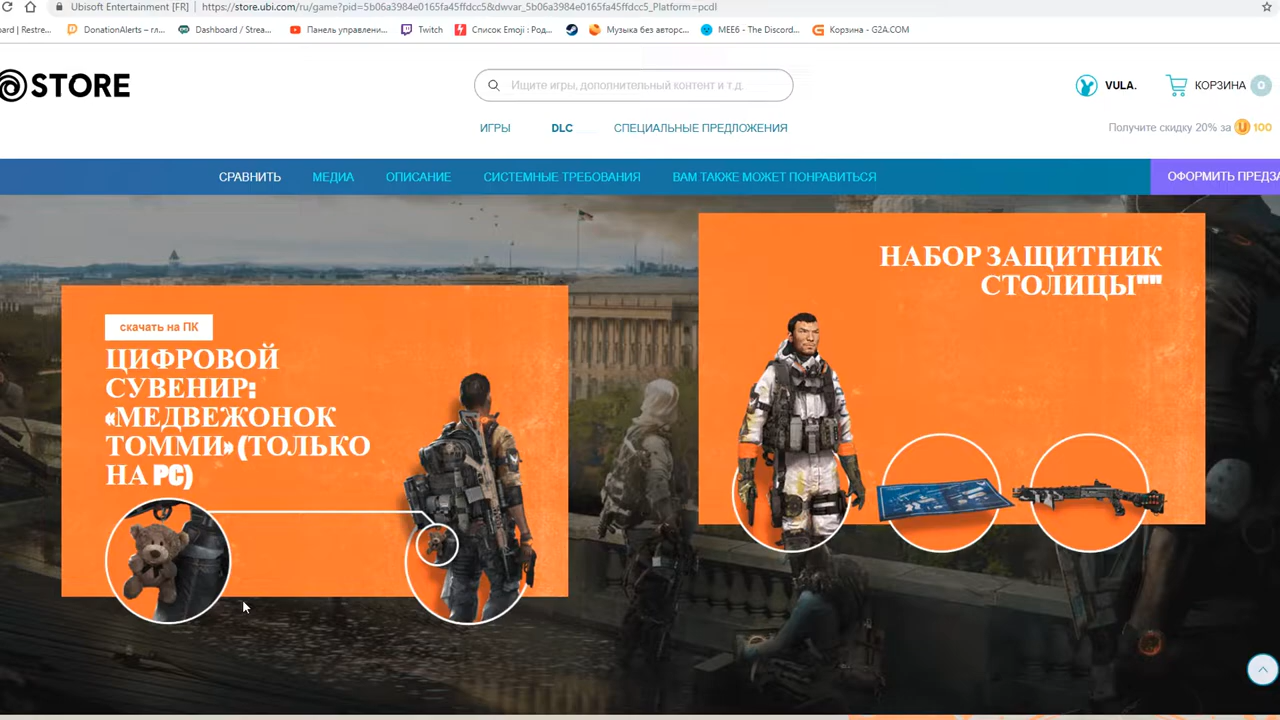 Ubisoft Entertainment [FR] | https://store.ubi.com/ru/game?pid=5b06a3984e0165fa45ffdcc5&dwvar_5b06a3984e0165fa45ffdcc5_Platform=pcdl
ard | Restre...
DonationAlerts – гл...
Dashboard / Strea...
Панель управлени...
Twitch
Список Emoji : Род...
Музыка без авторс...
MEE6 - The Discord...
Корзина - G2A.COM
STORE
Ищите игры, дополнительный контент и т.д.
VULA.
КОРЗИНА
0
ИГРЫ
DLC
СПЕЦИАЛЬНЫЕ ПРЕДЛОЖЕНИЯ
Получите скидку 20% за U 100
СРАВНИТЬ
МЕДИА
ОПИСАНИЕ
СИСТЕМНЫЕ ТРЕБОВАНИЯ
ВАМ ТАКЖЕ МОЖЕТ ПОНРАВИТЬСЯ
ОФОРМИТЬ ПРЕДЗА
скачать на ПК
ЦИФРОВОЙ
СУВЕНИР:
«МЕДВЕЖОНОК
ТОММИ» (ТОЛЬКО
НА PC)
НАБОР ЗАЩИТНИК
СТОЛИЦЫ""